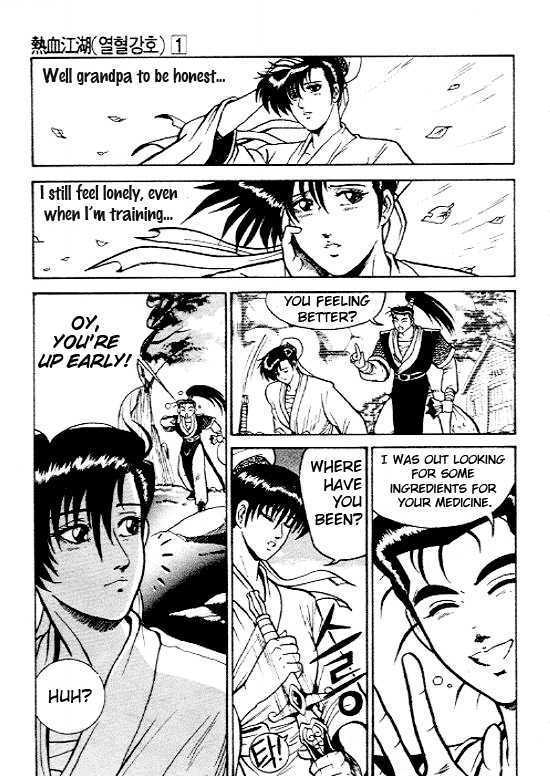 熱血江湖(열혈강호) 1
Well grandpa to be honest...
I still feel lonely, even
when I'm training...
OY,
YOU'RE
UP EARLY!
HUH?
YOU FEELING
BETTER?
WHERE
HAVE
YOU
BEEN?
스릉
타!
I WAS OUT LOOKING
FOR SOME
INGREDIENTS FOR
YOUR MEDICINE.